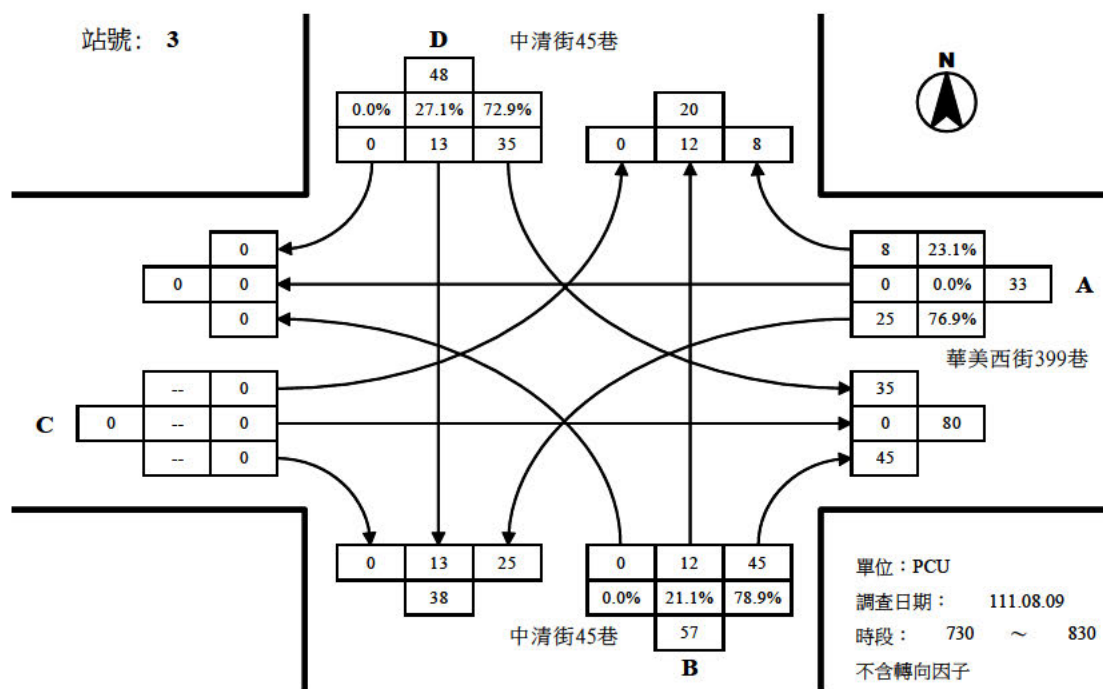 站號： 3
D 中清街45巷
N
48
0.0% 27.1% 72.9%
0 13 35
20
0 12 8
0
0 0
0
8 23.1%
0 0.0% 33
25 76.9%
A
華美西街399巷
C
-- 0
0 -- 0
-- 0
35
0 80
45
0 13 25
38
中清街45巷
0 12 45
0.0% 21.1% 78.9%
57
B
單位：PCU
調查日期： 111.08.09
時段： 730 ～ 830
不含轉向因子